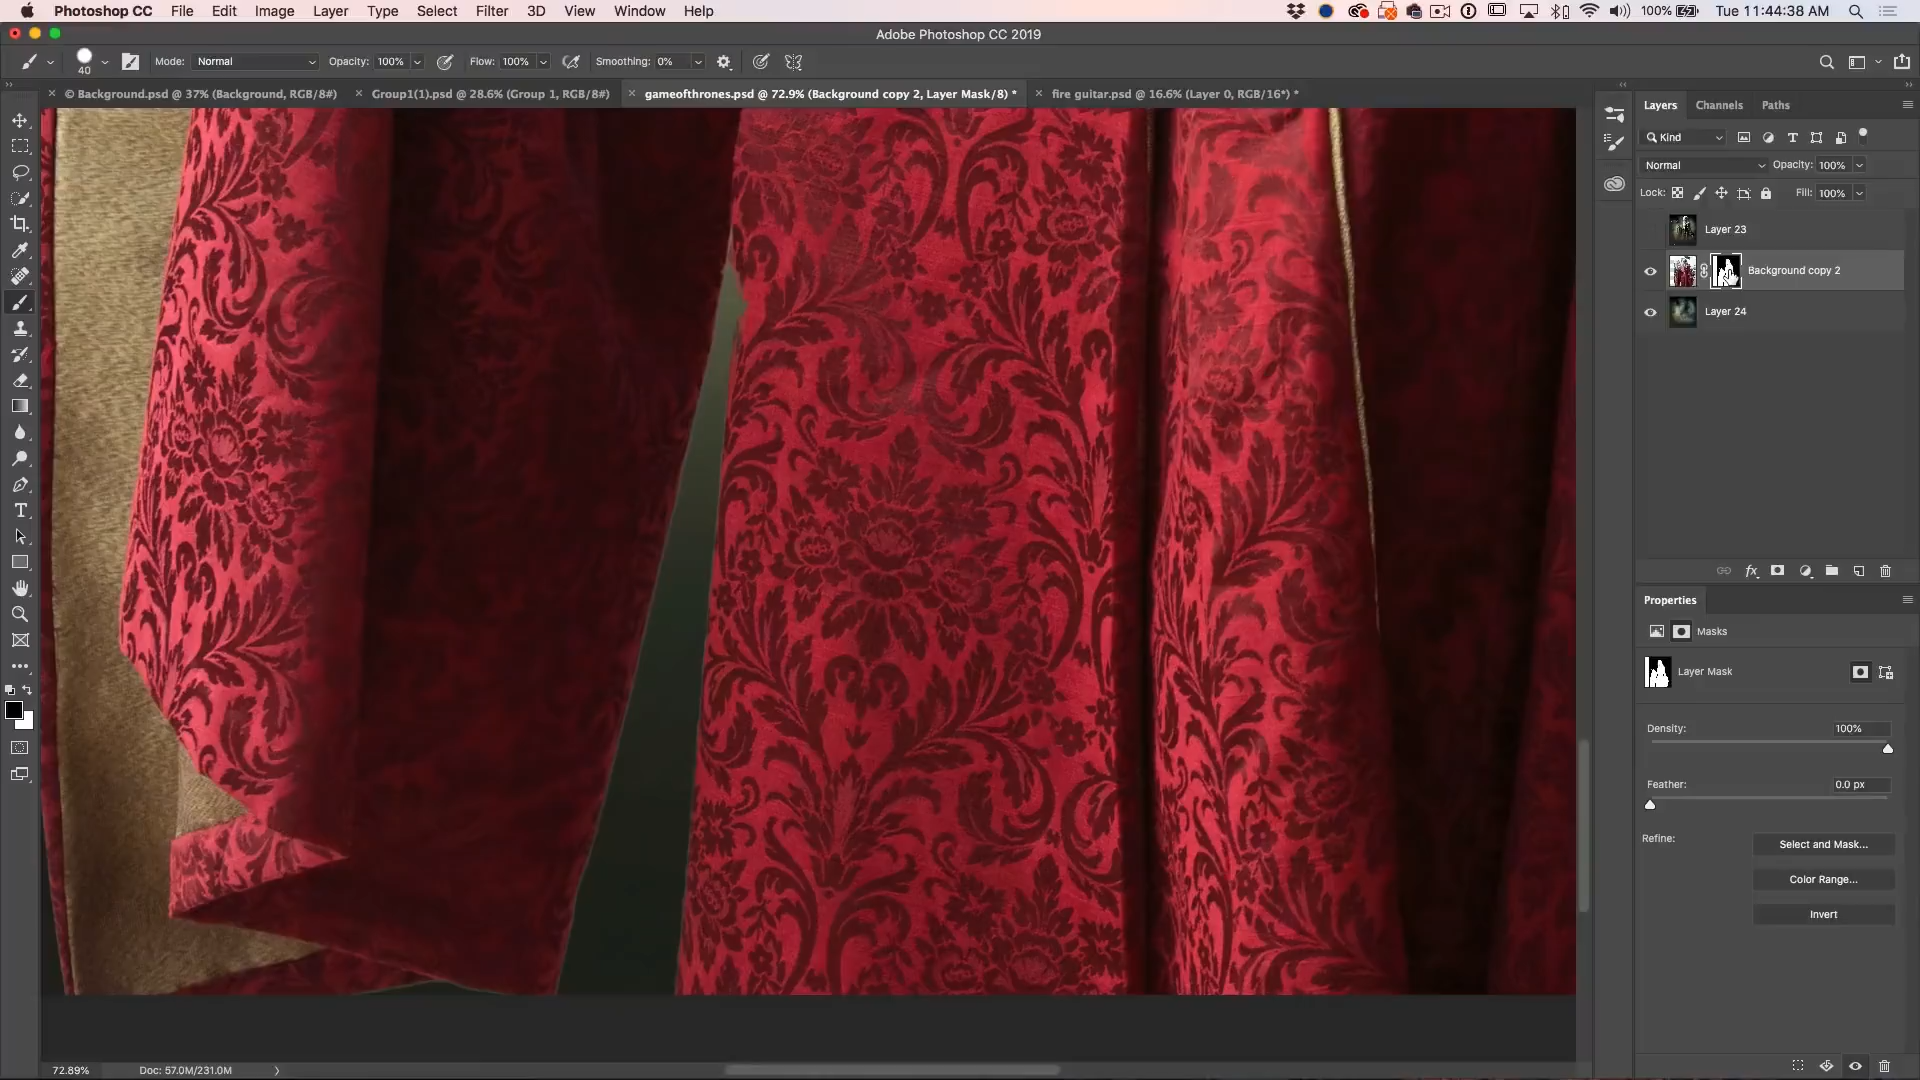 Photoshop CC File Edit Image Layer Type Select Filter 3D View Window Help 100% Tue 11:44:38 AM
Adobe Photoshop CC 2019
40 Mode: Normal Opacity: 100% Flow: 100% Smoothing: 0%
© Background.psd @ 37% (Background, RGB/8#) Group1(1).psd @ 28.6% (Group 1, RGB/8#) gameofthrones.psd @ 72.9% (Background copy 2, Layer Mask/8) * fire guitar.psd @ 16.6% (Layer 0, RGB/16*) *
Layers Channels Paths
Kind
Normal Opacity: 100%
Lock: Fill: 100%
Layer 23
Background copy 2
Layer 24
fx
Properties
Masks
Layer Mask
Density: 100%
Feather: 0.0 px
Refine: Select and Mask...
Color Range...
Invert
72.89% Doc: 57.0M/231.0M